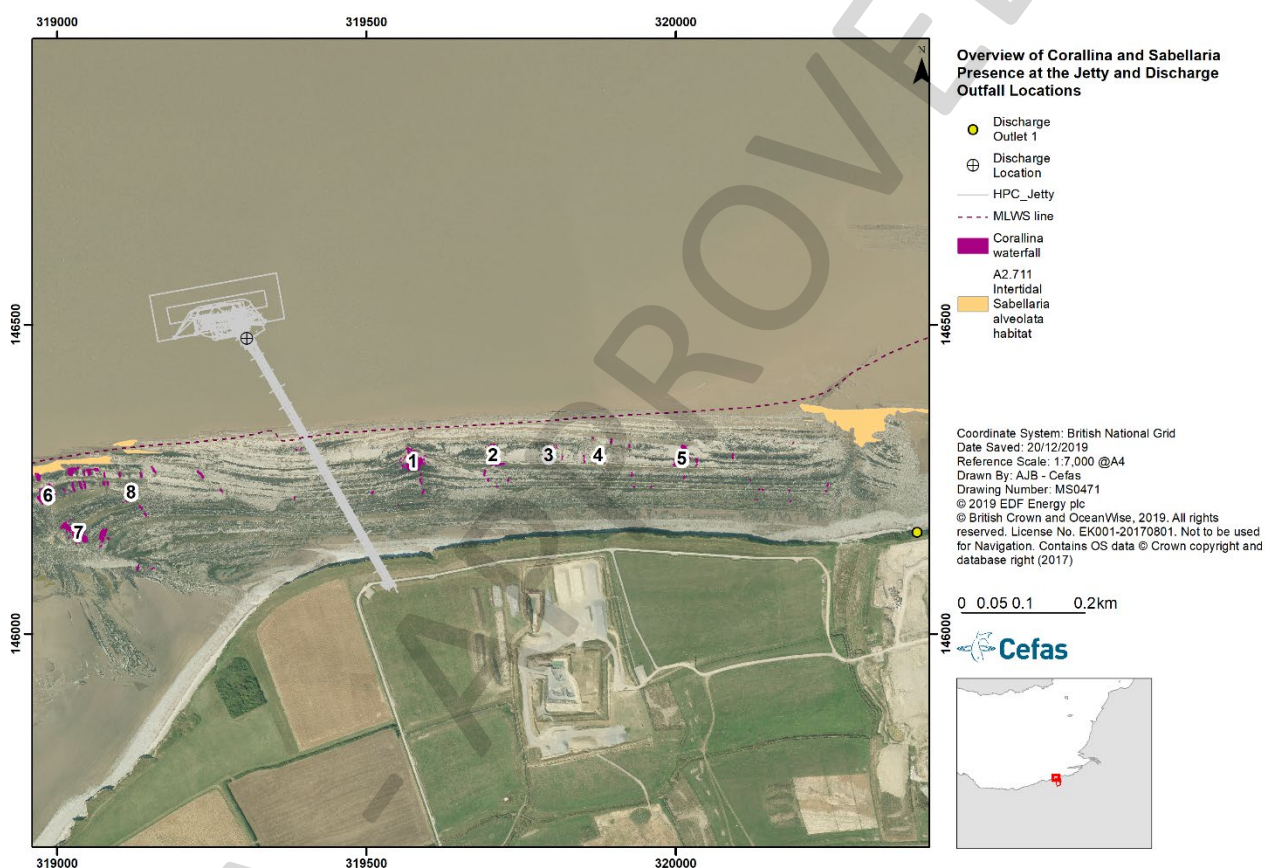 319000
319500
320000
146500
146000
146500
146000
319000
319500
320000
1
2
3
4
5
6
7
8
N
Overview of Corallina and Sabellaria
Presence at the Jetty and Discharge
Outfall Locations
Discharge
Outlet 1
Discharge
Location
HPC_Jetty
MLWS line
Corallina
waterfall
A2.711
Intertidal
Sabellaria
alveolata
habitat
Coordinate System: British National Grid
Date Saved: 20/12/2019
Reference Scale: 1:7,000 @A4
Drawn By: AJB - Cefas
Drawing Number: MS0471
© 2019 EDF Energy plc
© British Crown and OceanWise, 2019. All rights
reserved. License No. EK001-20170801. Not to be used
for Navigation. Contains OS data © Crown copyright and
database right (2017)
0 0.05 0.1 0.2km
Cefas